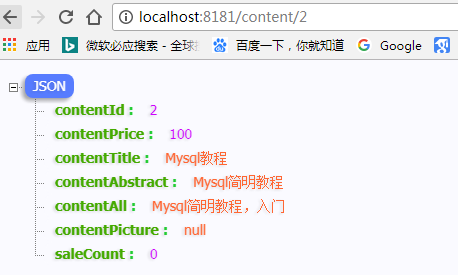 localhost:8181/content/2
应用 微软必应搜索 - 全球 百度一下，你就知道 Google
JSON
contentId : 2
contentPrice : 100
contentTitle : Mysql教程
contentAbstract : Mysql简明教程
contentAll : Mysql简明教程，入门
contentPicture : null
saleCount : 0